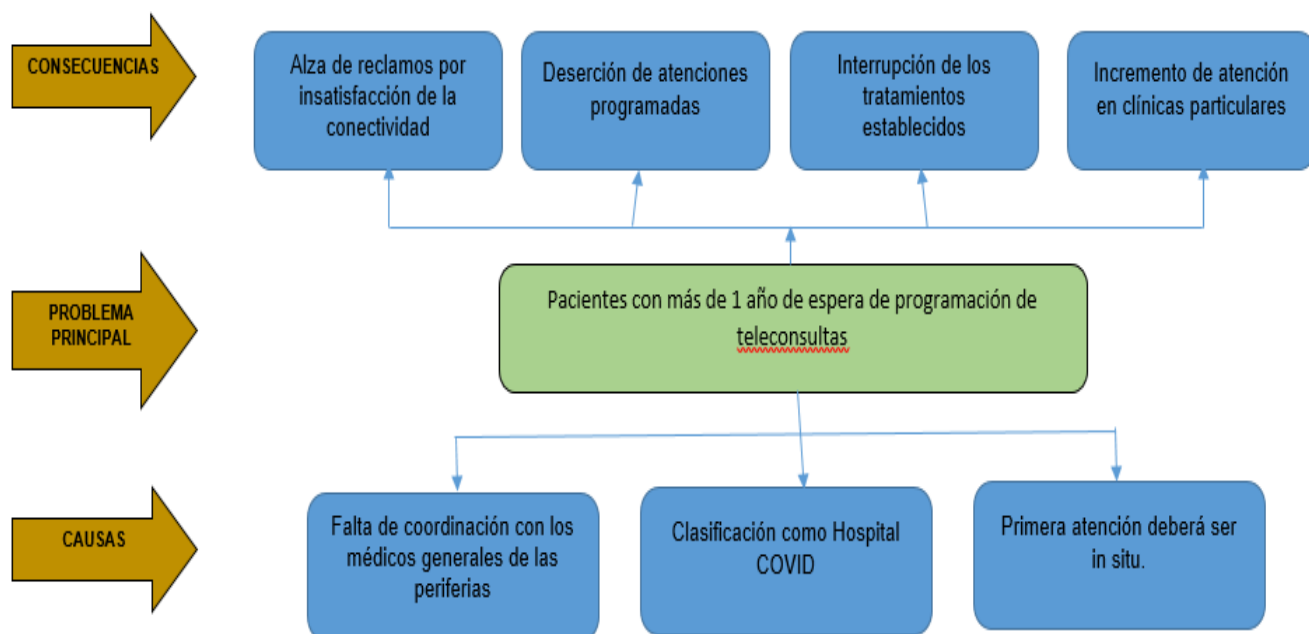 CONSECUENCIAS
Alza de reclamos por
insatisfacción de la
conectividad
Deserción de atenciones
programadas
Interrupción de los
tratamientos
establecidos
Incremento de atención
en clínicas particulares
PROBLEMA
PRINCIPAL
Pacientes con más de 1 año de espera de programación de
teleconsultas
CAUSAS
Falta de coordinación con los
médicos generales de las
periferias
Clasificación como Hospital
COVID
Primera atención deberá ser
in situ.